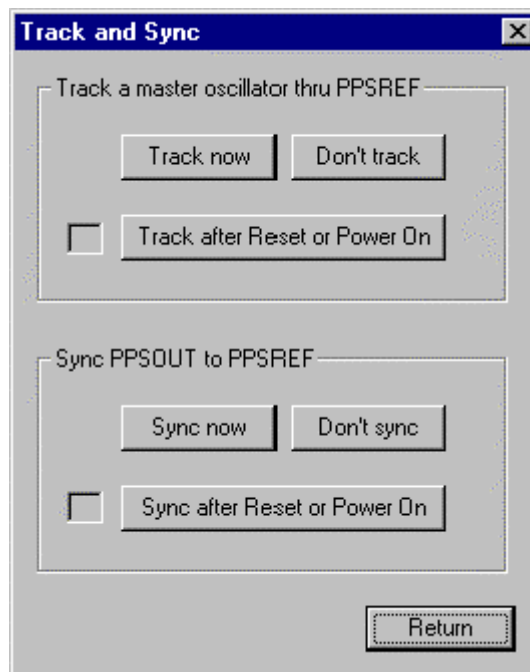 Track and Sync
Track a master oscillator thru PPSREF
Track now Don't track
Track after Reset or Power On
Sync PPSOUT to PPSREF
Sync now Don't sync
Sync after Reset or Power On
Return